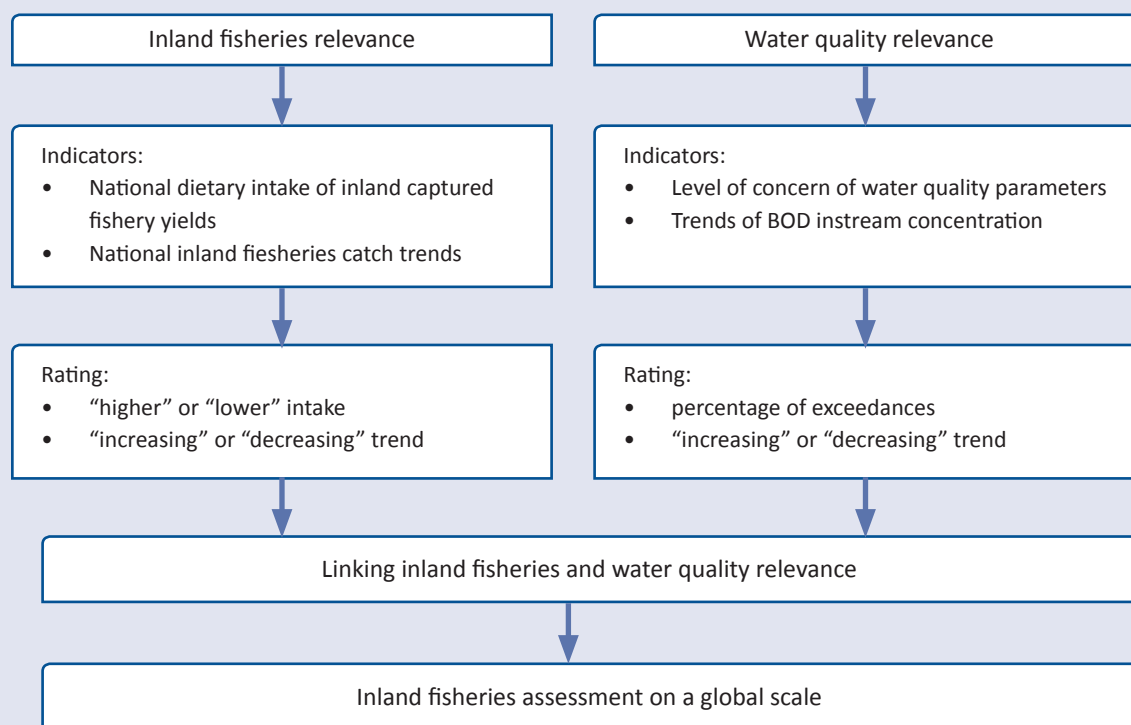 Inland fisheries relevance
Indicators:
• National dietary intake of inland captured
fishery yields
• National inland fiesheries catch trends
Rating:
• “higher” or “lower” intake
• “increasing” or “decreasing” trend
Water quality relevance
Indicators:
• Level of concern of water quality parameters
• Trends of BOD instream concentration
Rating:
• percentage of exceedances
• “increasing” or “decreasing” trend
Linking inland fisheries and water quality relevance
Inland fisheries assessment on a global scale